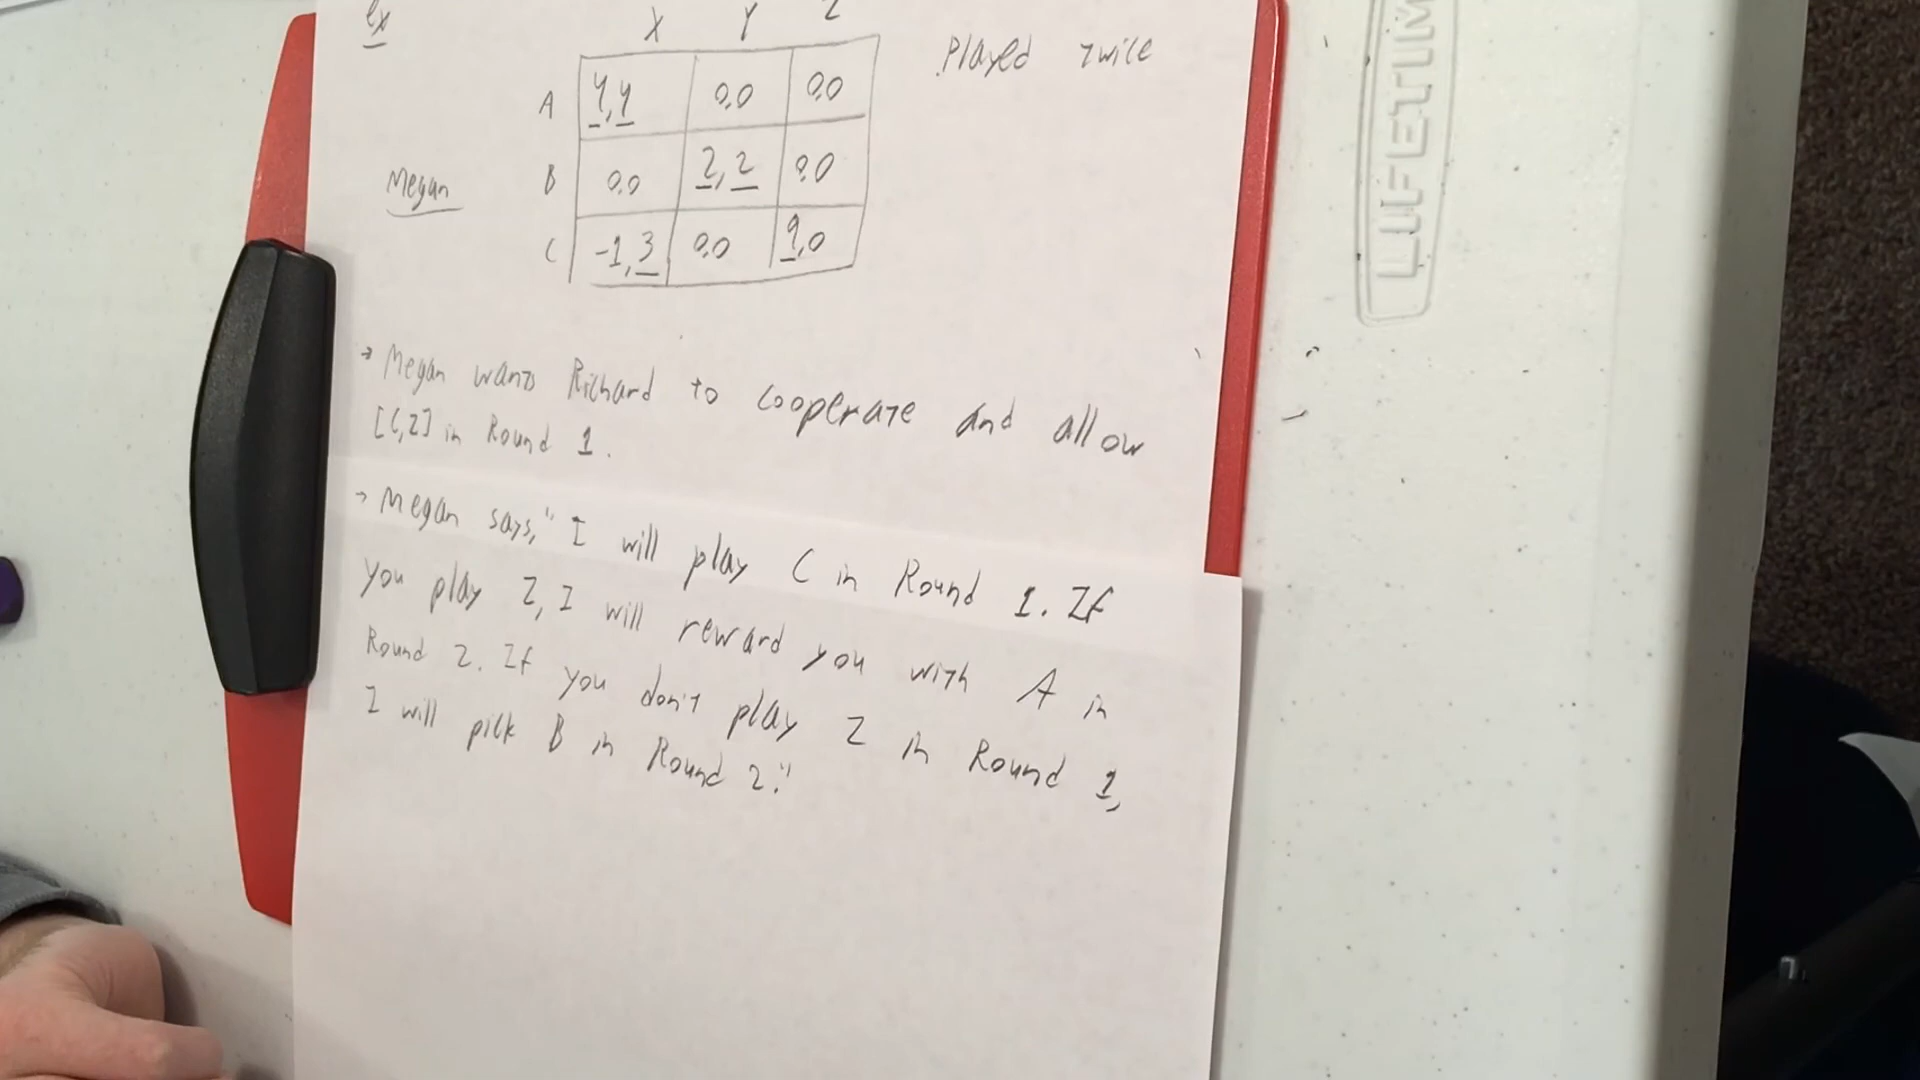 ex
X Y Z
Played twice
A 4,4 0,0 0,0
Megan
B 0,0 2,2 0,0
C -1,3 0,0 9,0
→ Megan wants Richard to cooperate and allow
[C,Z] in Round 1.
→ Megan says, "I will play C in Round 1. If
you play Z, I will reward you with A in
Round 2. If you don't play Z in Round 1,
I will pick B in Round 2."
LIFETIM